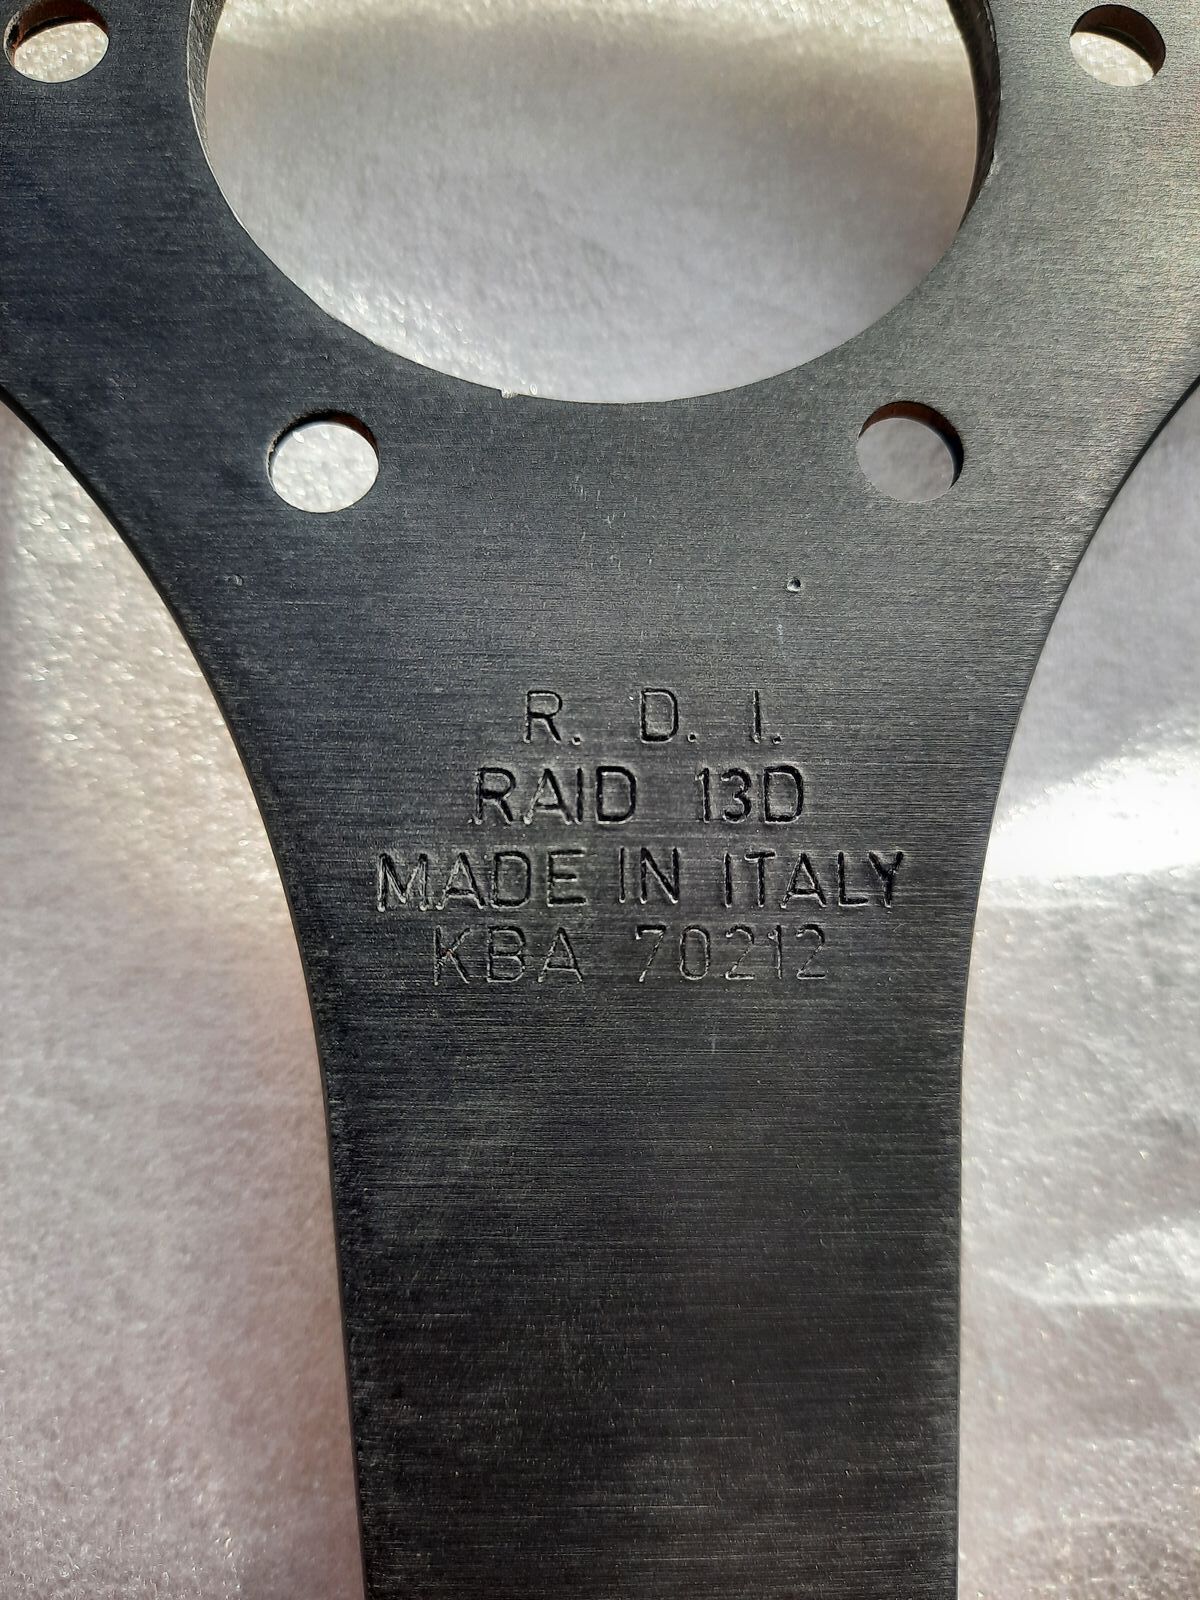 R. D. I.
RAID 13D
MADE IN ITALY
KBA 70212